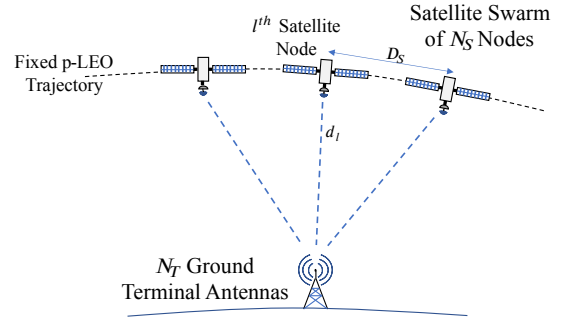 Satellite Swarm
of N_S Nodes
l^th Satellite
Node
D_S
Fixed p-LEO
Trajectory
d_l
N_T Ground
Terminal Antennas